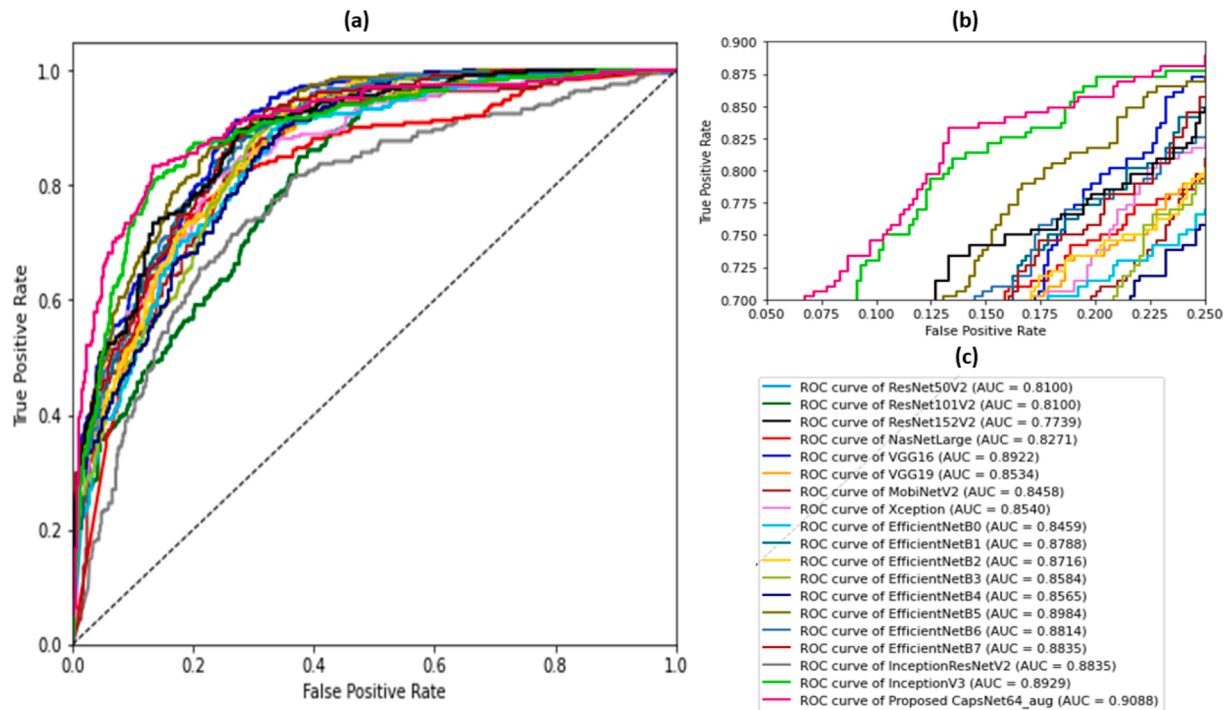 (a)
1.0
0.8
0.6
0.4
0.2
0.0
True Positive Rate
0.0 0.2 0.4 0.6 0.8 1.0
False Positive Rate
(b)
0.900
0.875
0.850
0.825
0.800
0.775
0.750
0.725
0.700
True Positive Rate
0.050 0.075 0.100 0.125 0.150 0.175 0.200 0.225 0.250
False Positive Rate
(c)
ROC curve of ResNet50V2 (AUC = 0.8100)
ROC curve of ResNet101V2 (AUC = 0.8100)
ROC curve of ResNet152V2 (AUC = 0.7739)
ROC curve of NasNetLarge (AUC = 0.8271)
ROC curve of VGG16 (AUC = 0.8922)
ROC curve of VGG19 (AUC = 0.8534)
ROC curve of MobiNetV2 (AUC = 0.8458)
ROC curve of Xception (AUC = 0.8540)
ROC curve of EfficientNetB0 (AUC = 0.8459)
ROC curve of EfficientNetB1 (AUC = 0.8788)
ROC curve of EfficientNetB2 (AUC = 0.8716)
ROC curve of EfficientNetB3 (AUC = 0.8584)
ROC curve of EfficientNetB4 (AUC = 0.8565)
ROC curve of EfficientNetB5 (AUC = 0.8984)
ROC curve of EfficientNetB6 (AUC = 0.8814)
ROC curve of EfficientNetB7 (AUC = 0.8835)
ROC curve of InceptionResNetV2 (AUC = 0.8835)
ROC curve of InceptionV3 (AUC = 0.8929)
ROC curve of Proposed CapsNet64_aug (AUC = 0.9088)